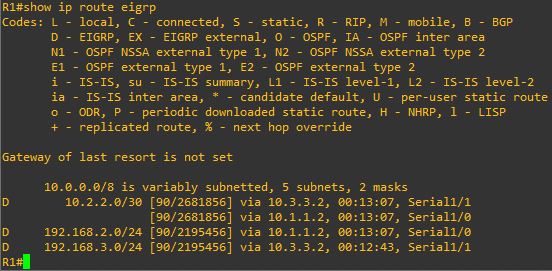 R1#show ip route eigrp
Codes: L - local, C - connected, S - static, R - RIP, M - mobile, B - BGP
       D - EIGRP, EX - EIGRP external, O - OSPF, IA - OSPF inter area
       N1 - OSPF NSSA external type 1, N2 - OSPF NSSA external type 2
       E1 - OSPF external type 1, E2 - OSPF external type 2
       i - IS-IS, su - IS-IS summary, L1 - IS-IS level-1, L2 - IS-IS level-2
       ia - IS-IS inter area, * - candidate default, U - per-user static route
       o - ODR, P - periodic downloaded static route, H - NHRP, l - LISP
       + - replicated route, % - next hop override
Gateway of last resort is not set
      10.0.0.0/8 is variably subnetted, 5 subnets, 2 masks
D        10.2.2.0/30 [90/2681856] via 10.3.3.2, 00:13:07, Serial1/1
                     [90/2681856] via 10.1.1.2, 00:13:07, Serial1/0
D     192.168.2.0/24 [90/2195456] via 10.1.1.2, 00:13:07, Serial1/0
D     192.168.3.0/24 [90/2195456] via 10.3.3.2, 00:12:43, Serial1/1
R1#